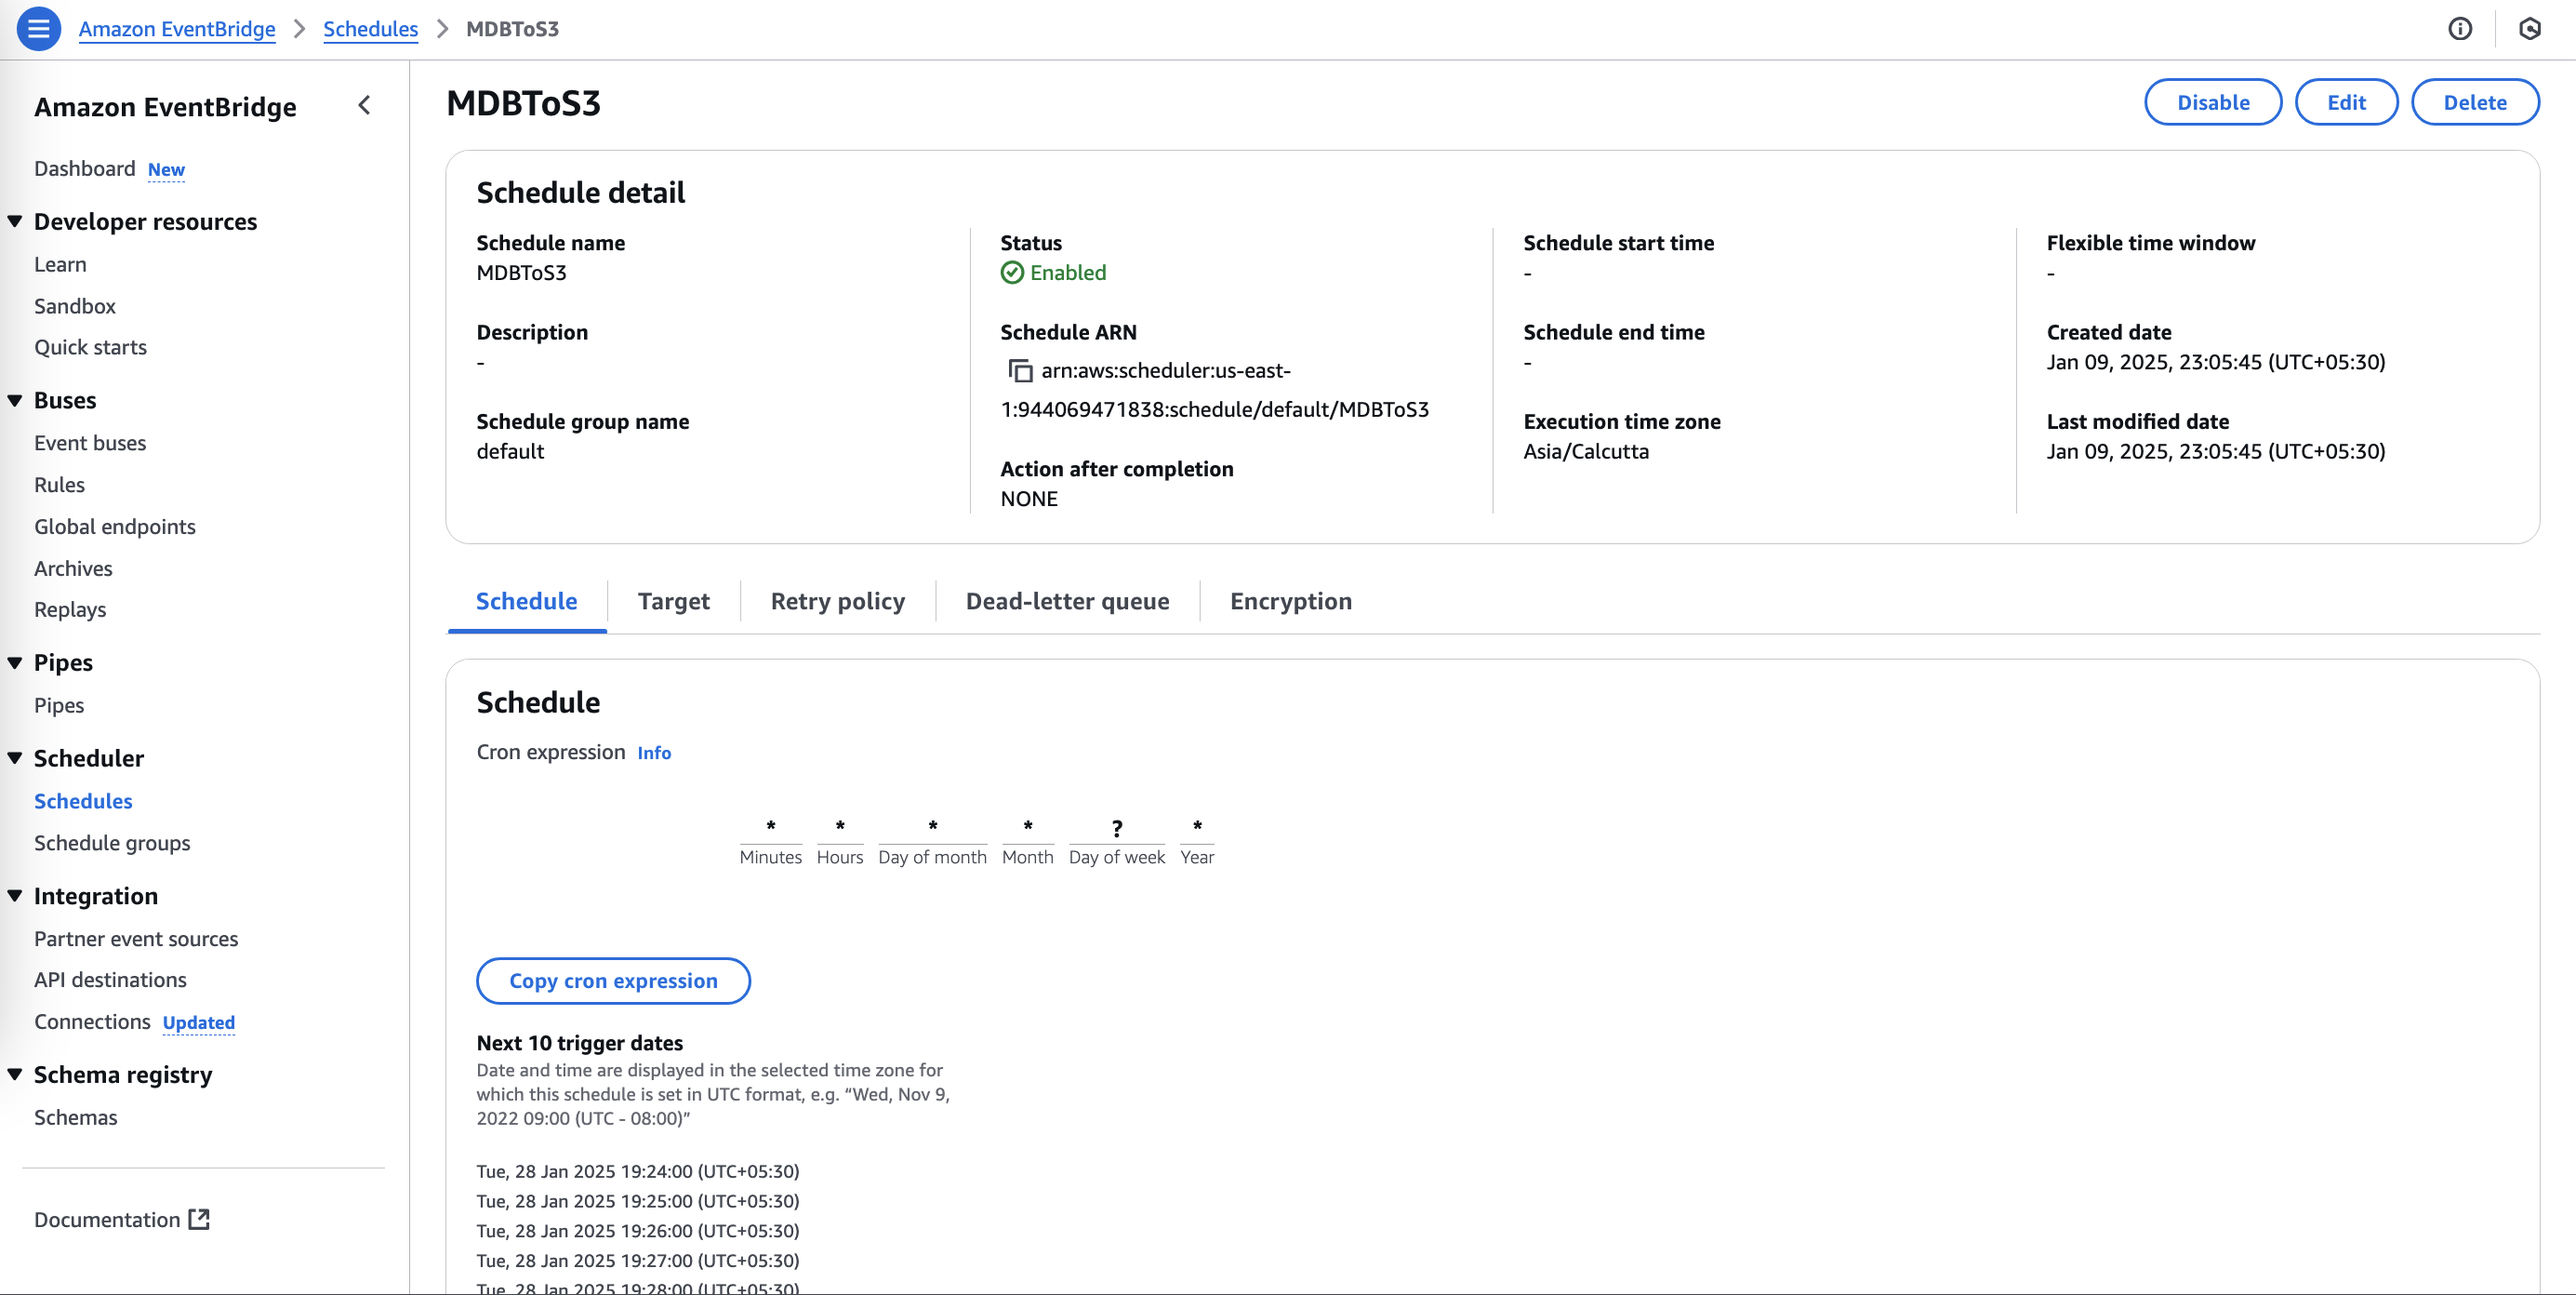 Amazon EventBridge > Schedules > MDBToS3
Amazon EventBridge
Dashboard New
Developer resources
Learn
Sandbox
Quick starts
Buses
Event buses
Rules
Global endpoints
Archives
Replays
Pipes
Pipes
Scheduler
Schedules
Schedule groups
Integration
Partner event sources
API destinations
Connections Updated
Schema registry
Schemas
Documentation
MDBToS3
Disable
Edit
Delete
Schedule detail
Schedule name
MDBToS3
Description
-
Schedule group name
default
Status
Enabled
Schedule ARN
arn:aws:scheduler:us-east-
1:944069471838:schedule/default/MDBToS3
Action after completion
NONE
Schedule start time
-
Schedule end time
-
Execution time zone
Asia/Calcutta
Flexible time window
-
Created date
Jan 09, 2025, 23:05:45 (UTC+05:30)
Last modified date
Jan 09, 2025, 23:05:45 (UTC+05:30)
Schedule
Target
Retry policy
Dead-letter queue
Encryption
Schedule
Cron expression Info
* * * * ? *
Minutes Hours Day of month Month Day of week Year
Copy cron expression
Next 10 trigger dates
Date and time are displayed in the selected time zone for
which this schedule is set in UTC format, e.g. “Wed, Nov 9,
2022 09:00 (UTC - 08:00)”
Tue, 28 Jan 2025 19:24:00 (UTC+05:30)
Tue, 28 Jan 2025 19:25:00 (UTC+05:30)
Tue, 28 Jan 2025 19:26:00 (UTC+05:30)
Tue, 28 Jan 2025 19:27:00 (UTC+05:30)
Tue, 28 Jan 2025 19:28:00 (UTC+05:30)